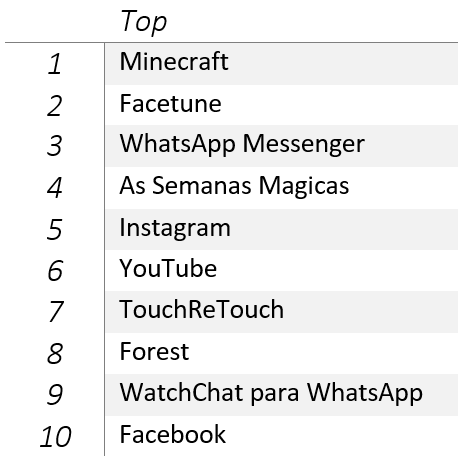 Top
1 Minecraft
2 Facetune
3 WhatsApp Messenger
4 As Semanas Magicas
5 Instagram
6 YouTube
7 TouchReTouch
8 Forest
9 WatchChat para WhatsApp
10 Facebook